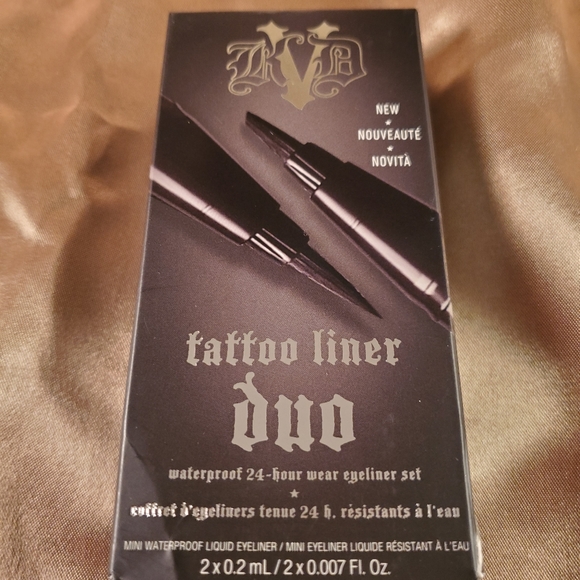 KVD
NEW
NOUVEAUTÉ
NOVITÀ
tattoo liner
duo
waterproof 24-hour wear eyeliner set
coffret d'eyeliners tenue 24 h. résistants à l'eau
MINI WATERPROOF LIQUID EYELINER / MINI EYELINER LIQUIDE RÉSISTANT À L'EAU
2 x 0.2 mL / 2 x 0.007 Fl. Oz.